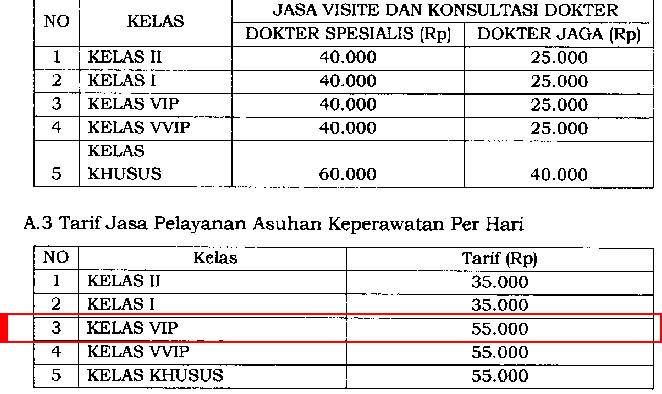 NO KELAS JASA VISITE DAN KONSULTASI DOKTER
DOKTER SPESIALIS (Rp) DOKTER JAGA (Rp)
1 KELAS II 40.000 25.000
2 KELAS I 40.000 25.000
3 KELAS VIP 40.000 25.000
4 KELAS VVIP 40.000 25.000
KELAS
5 KHUSUS 60.000 40.000
A.3 Tarif Jasa Pelayanan Asuhan Keperawatan Per Hari
NO Kelas Tarif (Rp)
1 KELAS II 35.000
2 KELAS I 35.000
3 KELAS VIP 55.000
4 KELAS VVIP 55.000
5 KELAS KHUSUS 55.000